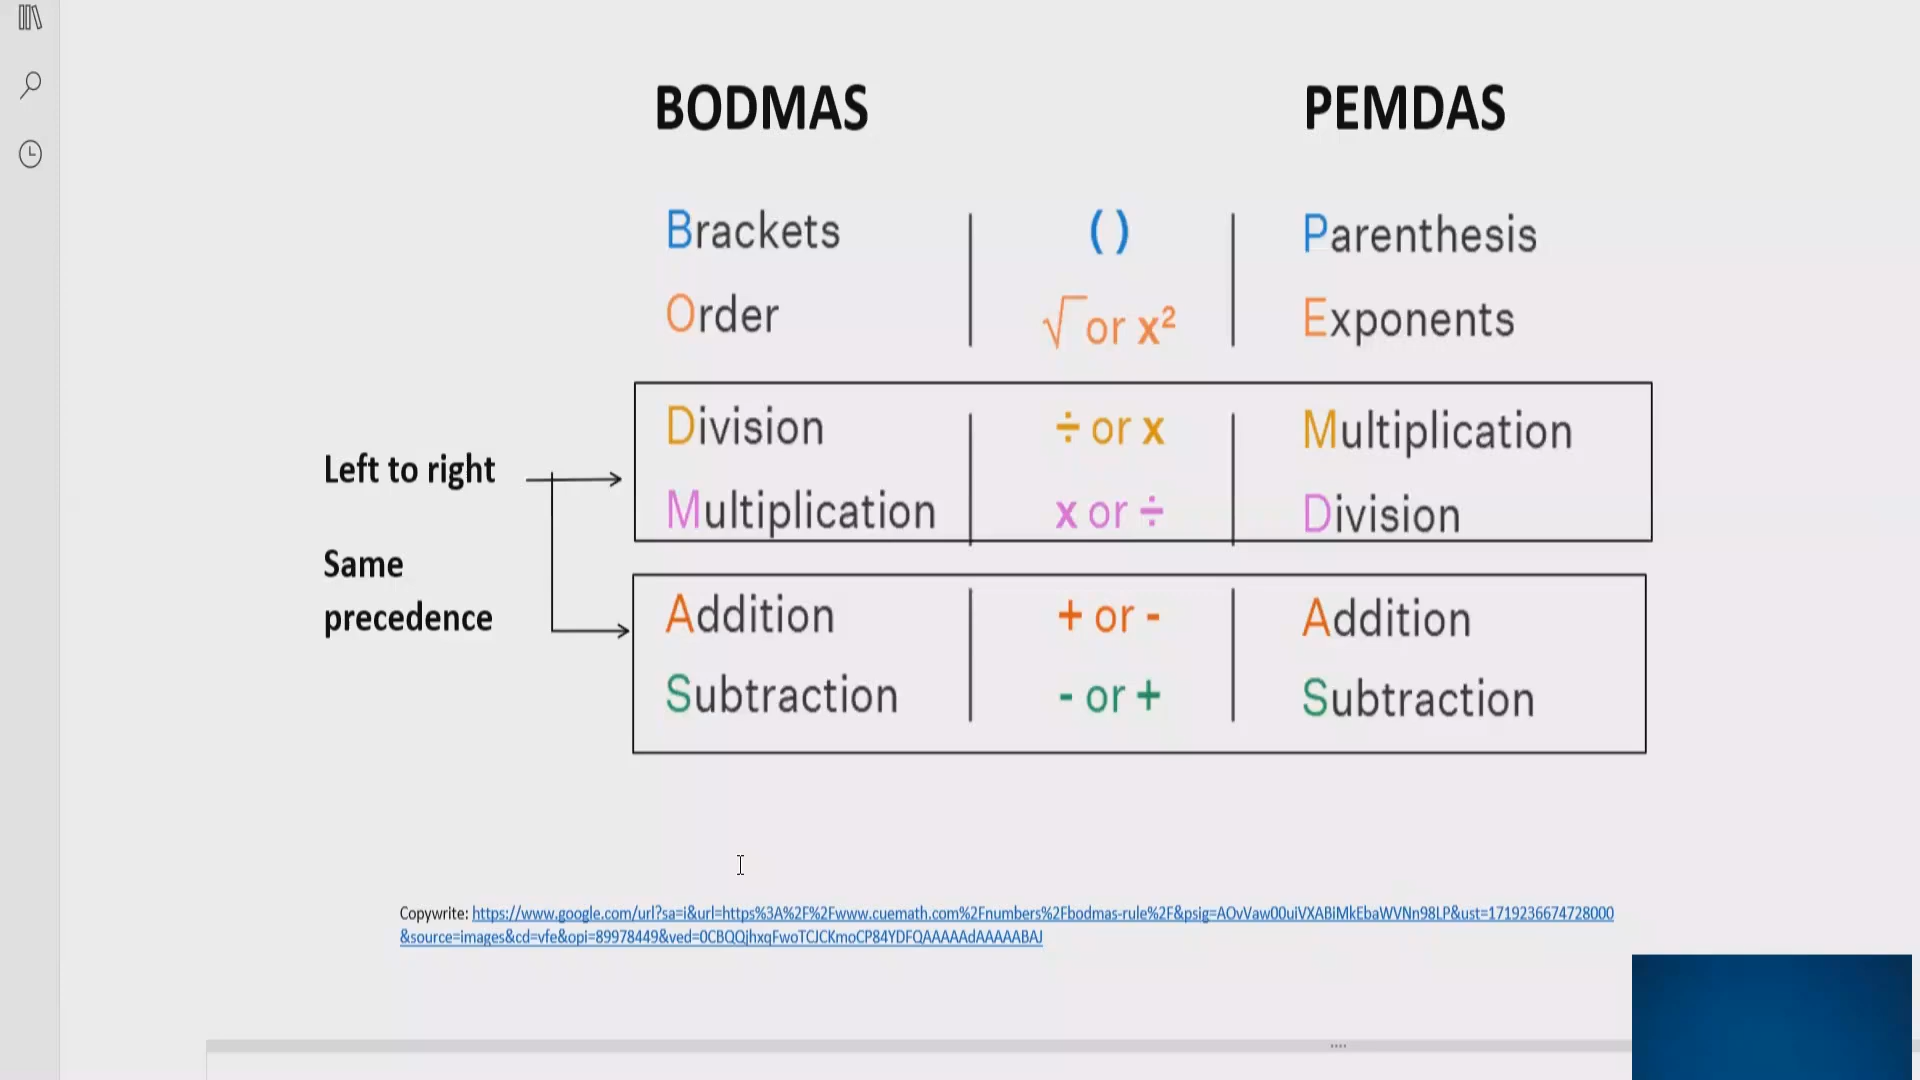 BODMAS PEMDAS
Brackets ( ) Parenthesis
Order √ or x² Exponents
Division ÷ or x Multiplication
Left to right
Multiplication x or ÷ Division
Same
precedence
Addition + or - Addition
Subtraction - or + Subtraction
Copywrite: https://www.google.com/url?sa=i&url=https%3A%2F%2Fwww.cuemath.com%2Fnumbers%2Fbodmas-rule%2F&psig=AOvVaw00uiVXABiMkEbaWVNn98LP&ust=1719236674728000
&source=images&cd=vfe&opi=89978449&ved=0CBQQjhxqFwoTCJCKmoCP84YDFQAAAAAdAAAAABAJ